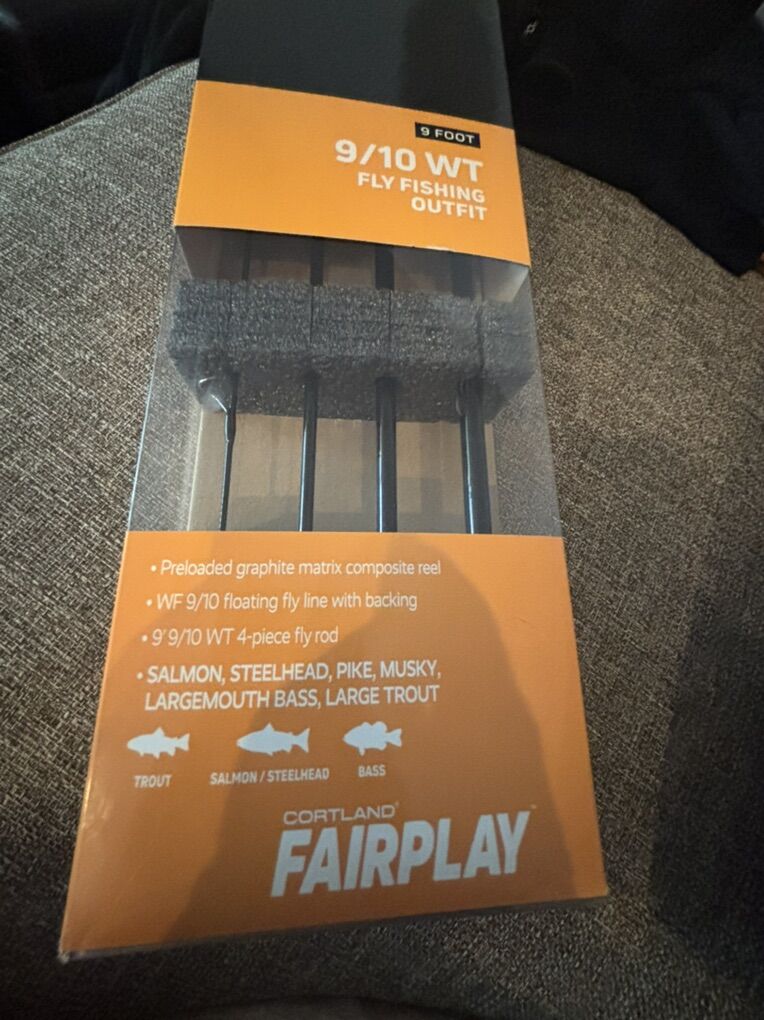 9 FOOT
9/10 WT
FLY FISHING
OUTFIT
• Preloaded graphite matrix composite reel
• WF 9/10 floating fly line with backing
• 9' 9/10 WT 4-piece fly rod
• SALMON, STEELHEAD, PIKE, MUSKY,
LARGEMOUTH BASS, LARGE TROUT
TROUT
SALMON / STEELHEAD
BASS
CORTLAND®
FAIRPLAY™